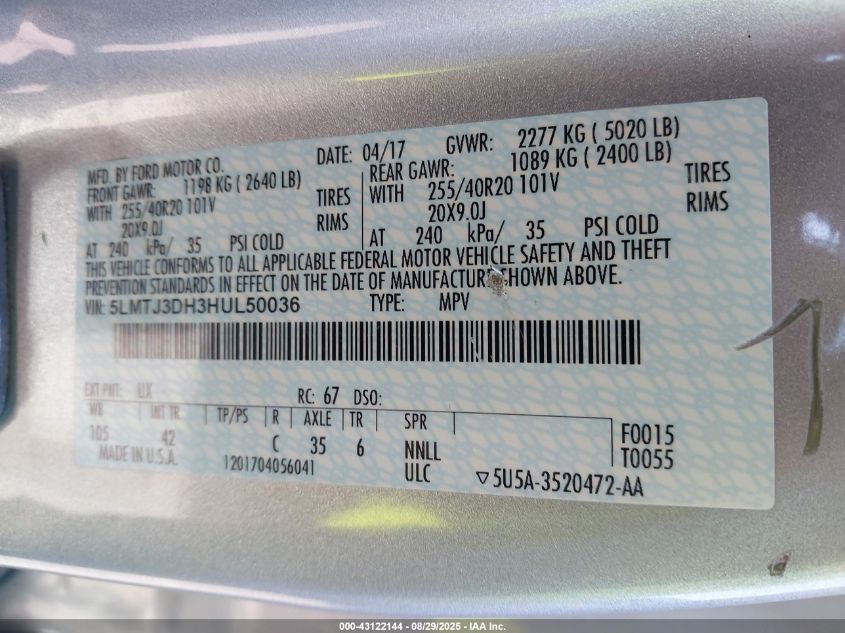 MFD. BY FORD MOTOR CO. DATE: 04/17 GVWR: 2277 KG ( 5020 LB)
FRONT GAWR: 1198 KG ( 2640 LB) REAR GAWR: 1089 KG ( 2400 LB)
WITH 255/40R20 101V TIRES WITH 255/40R20 101V TIRES
20X9.0J RIMS 20X9.0J RIMS
AT 240 kPa/ 35 PSI COLD AT 240 kPa/ 35 PSI COLD
THIS VEHICLE CONFORMS TO ALL APPLICABLE FEDERAL MOTOR VEHICLE SAFETY AND THEFT
PREVENTION STANDARDS IN EFFECT ON THE DATE OF MANUFACTURE SHOWN ABOVE.
VIN: 5LMTJ3DH3HUL50036 TYPE: MPV
EXT PNT: UX RC: 67 DSO:
WB INT TR TP/PS R AXLE TR SPR
105 42 C 35 6 NNLL F0015
MADE IN U.S.A. 1201704056041 ULC T0055
▽5U5A-3520472-AA
000-43122144 - 08/29/2025 - IAA Inc.